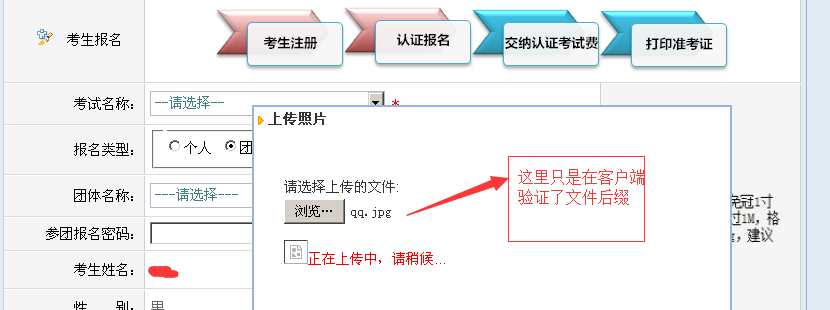 考生报名
考生注册
认证报名
交纳认证考试费
打印准考证
考试名称:
--请选择--
*
上传照片
报名类型:
个人
团
请选择上传的文件:
这里只是在客户端
验证了文件后缀
团体名称:
---请选择---
浏览…
qq.jpg
免冠1寸
过1M，格
，建议
参团报名密码:
正在上传中，请稍候...
考生姓名:
性 别:
男